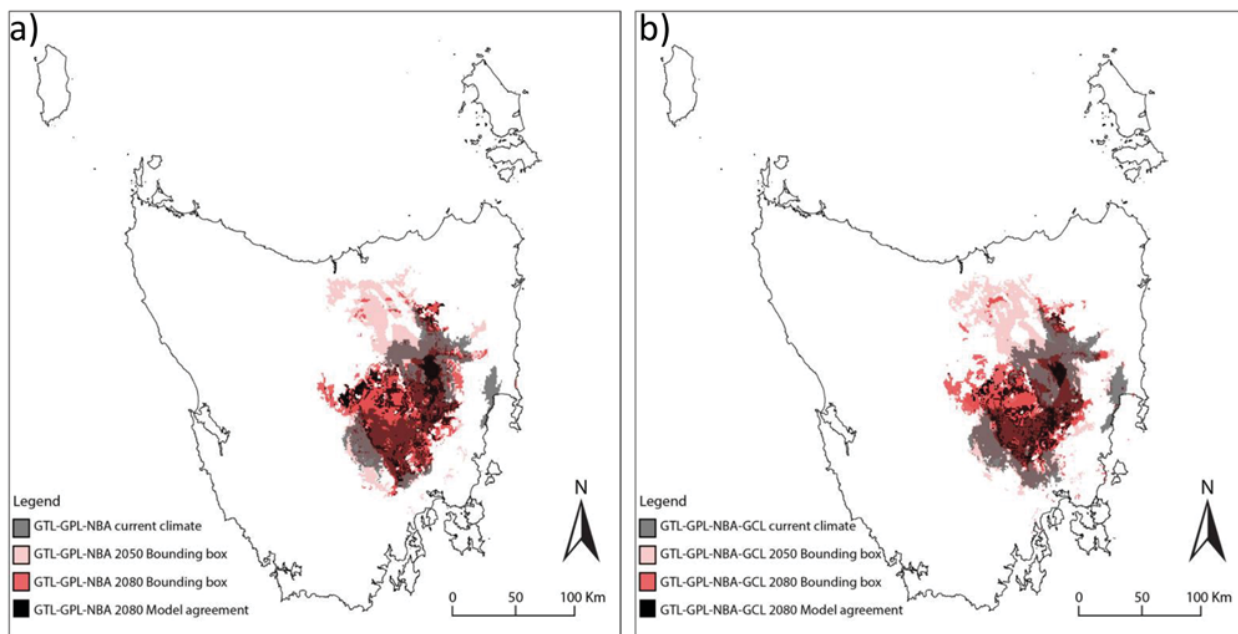 a)
N
Legend
GTL-GPL-NBA current climate
GTL-GPL-NBA 2050 Bounding box
GTL-GPL-NBA 2080 Bounding box
GTL-GPL-NBA 2080 Model agreement
0 50 100 Km
b)
N
Legend
GTL-GPL-NBA-GCL current climate
GTL-GPL-NBA-GCL 2050 Bounding box
GTL-GPL-NBA-GCL 2080 Bounding box
GTL-GPL-NBA-GCL 2080 Model agreement
0 50 100 Km